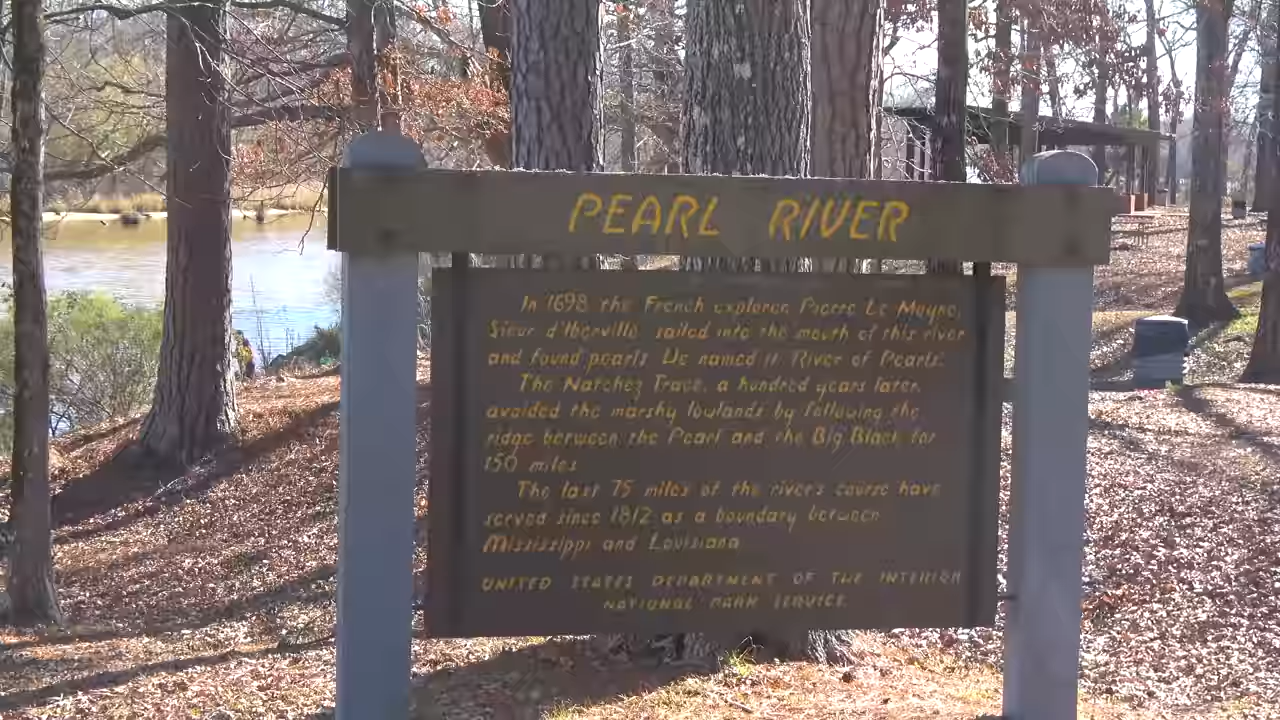 PEARL RIVER
In 1698 the French explorer Pierre Le Moyne
Sieur d'Iberville sailed to the mouth of this river
and found pearls. He named it "River of Pearls."
The Natchez Trace, a hundred years later,
avoided the marshy lowlands by following the
ridge between the Pearl and the Big Black for
150 miles
The last 75 miles of the river's course have
served since 1812 as a boundary between
Mississippi and Louisiana
UNITED STATES DEPARTMENT OF THE INTERIOR
NATIONAL PARK SERVICE